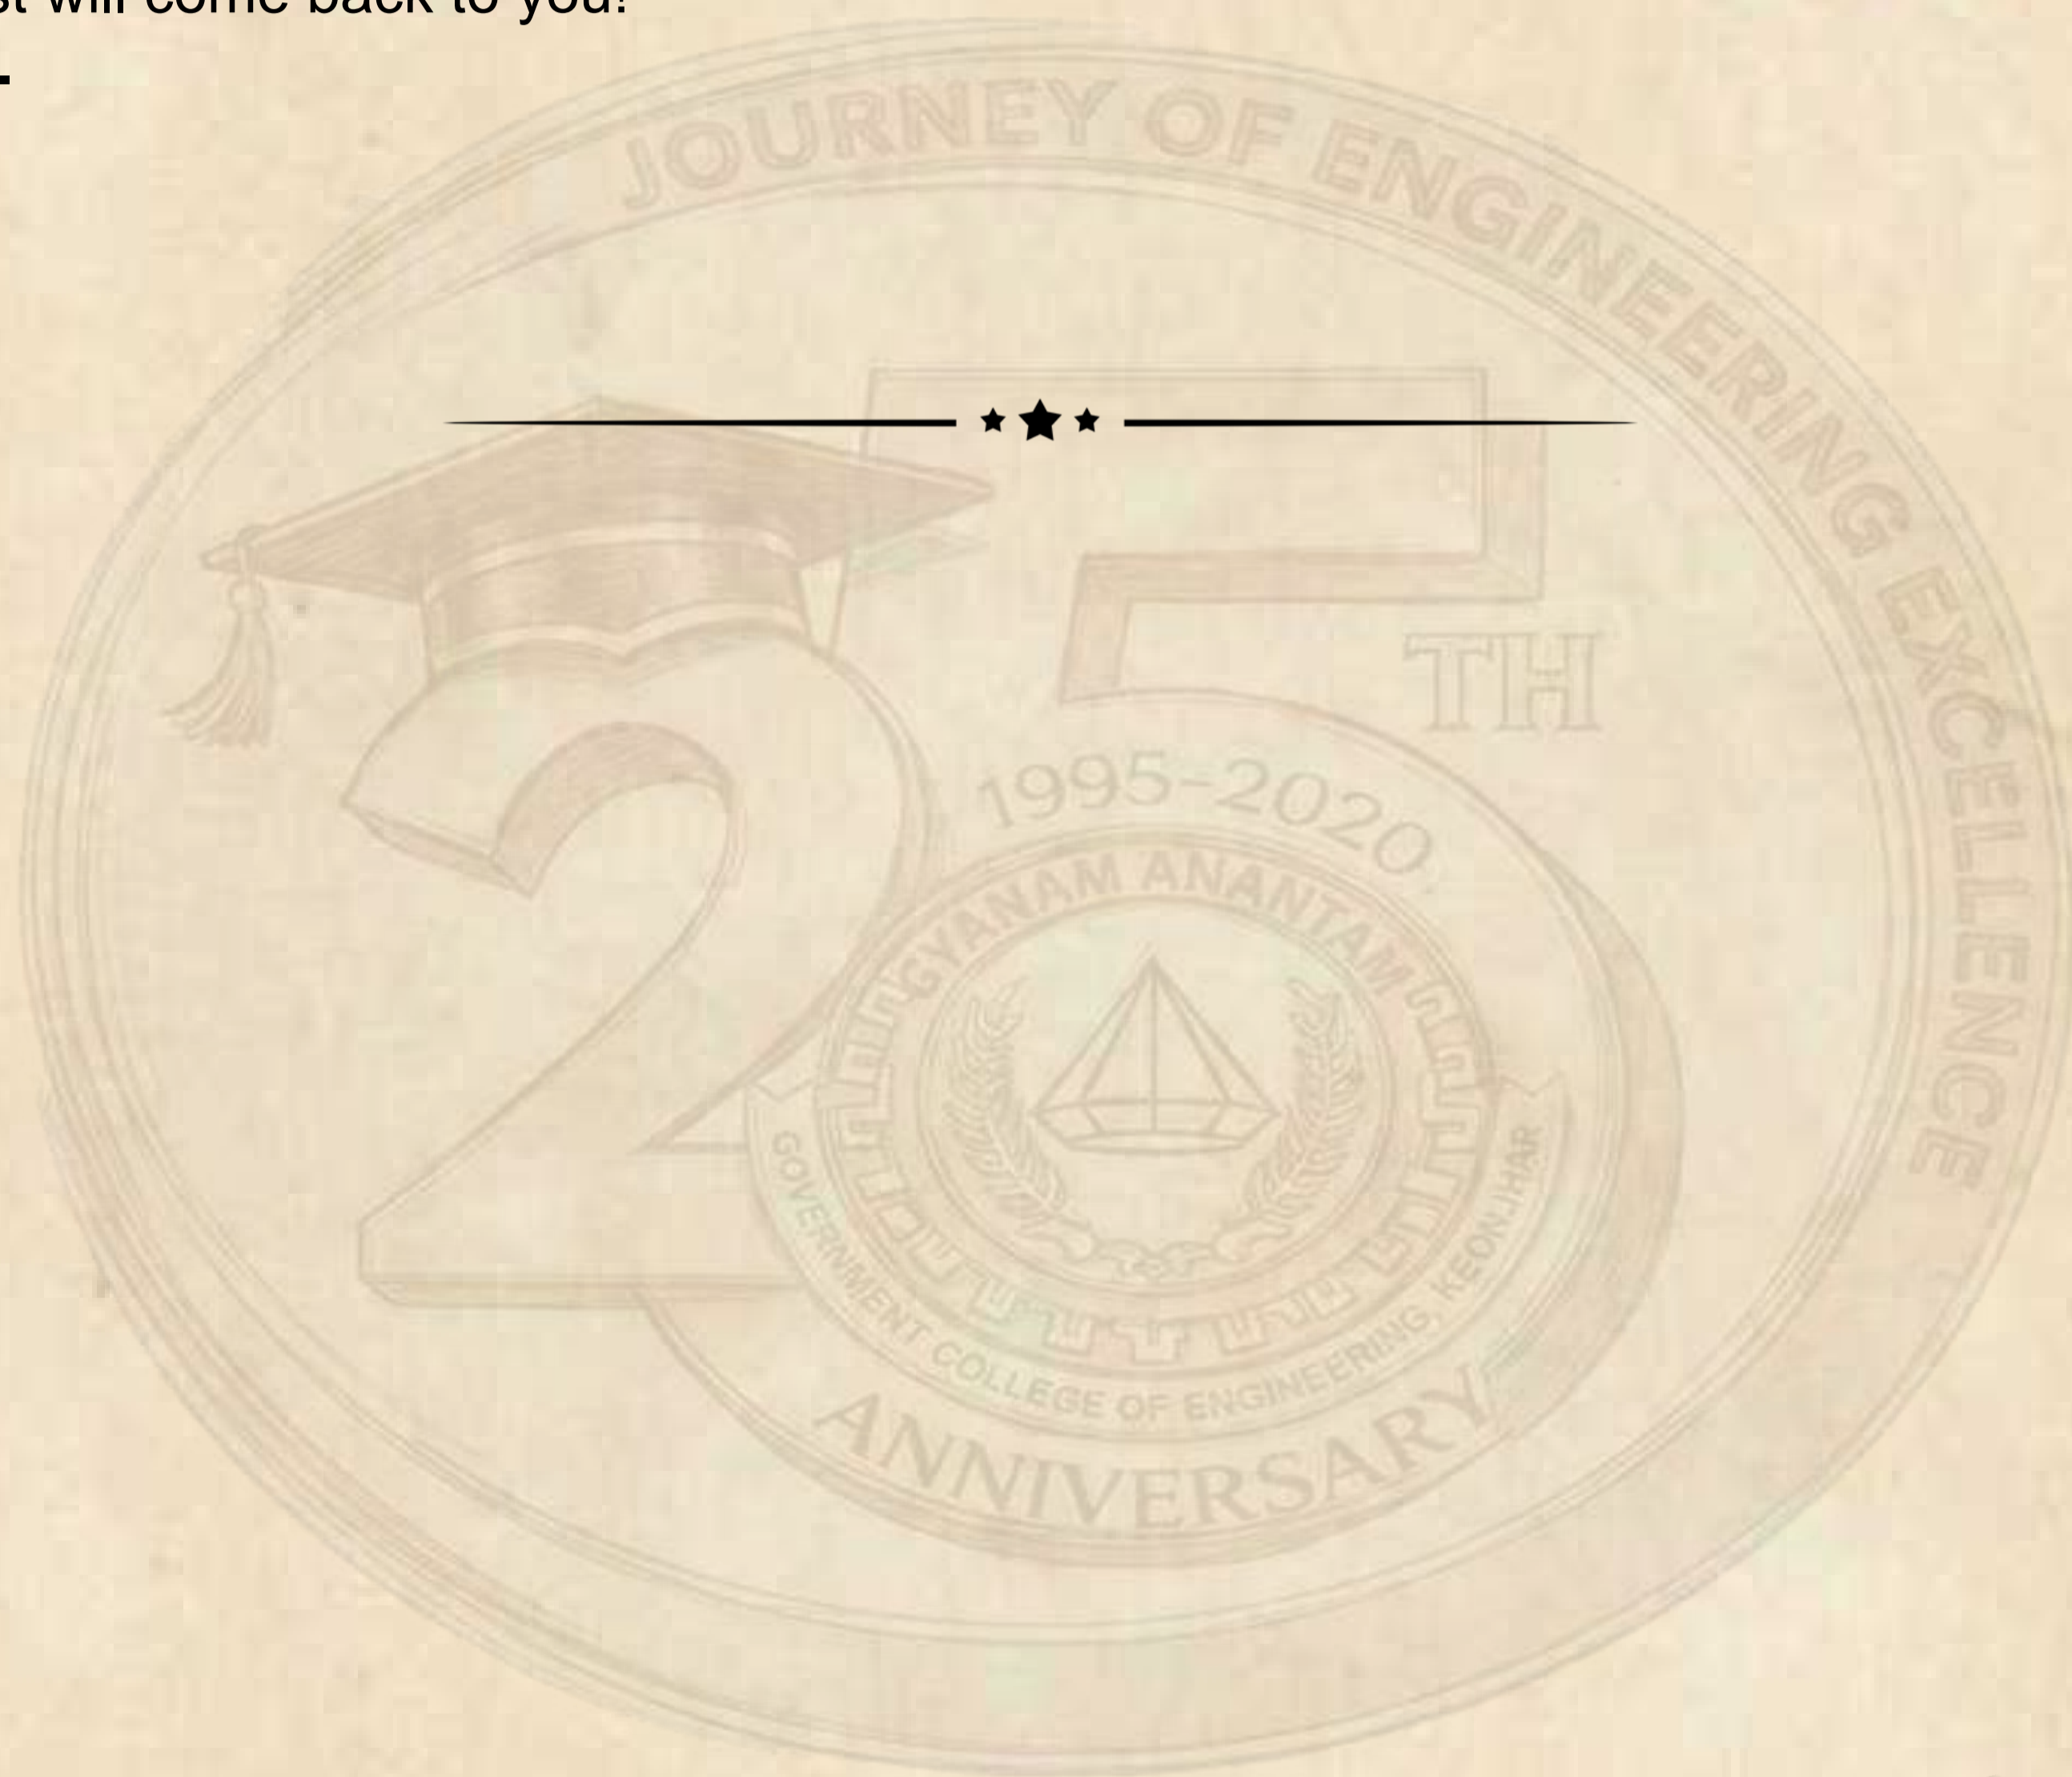 st will come back to you!
-
JOURNEY OF ENGINEERING EXCELLENCE
TH
25
1995-2020
GYANAM ANANTAM
GOVERNMENT COLLEGE OF ENGINEERING, KEONJHAR
ANNIVERSARY